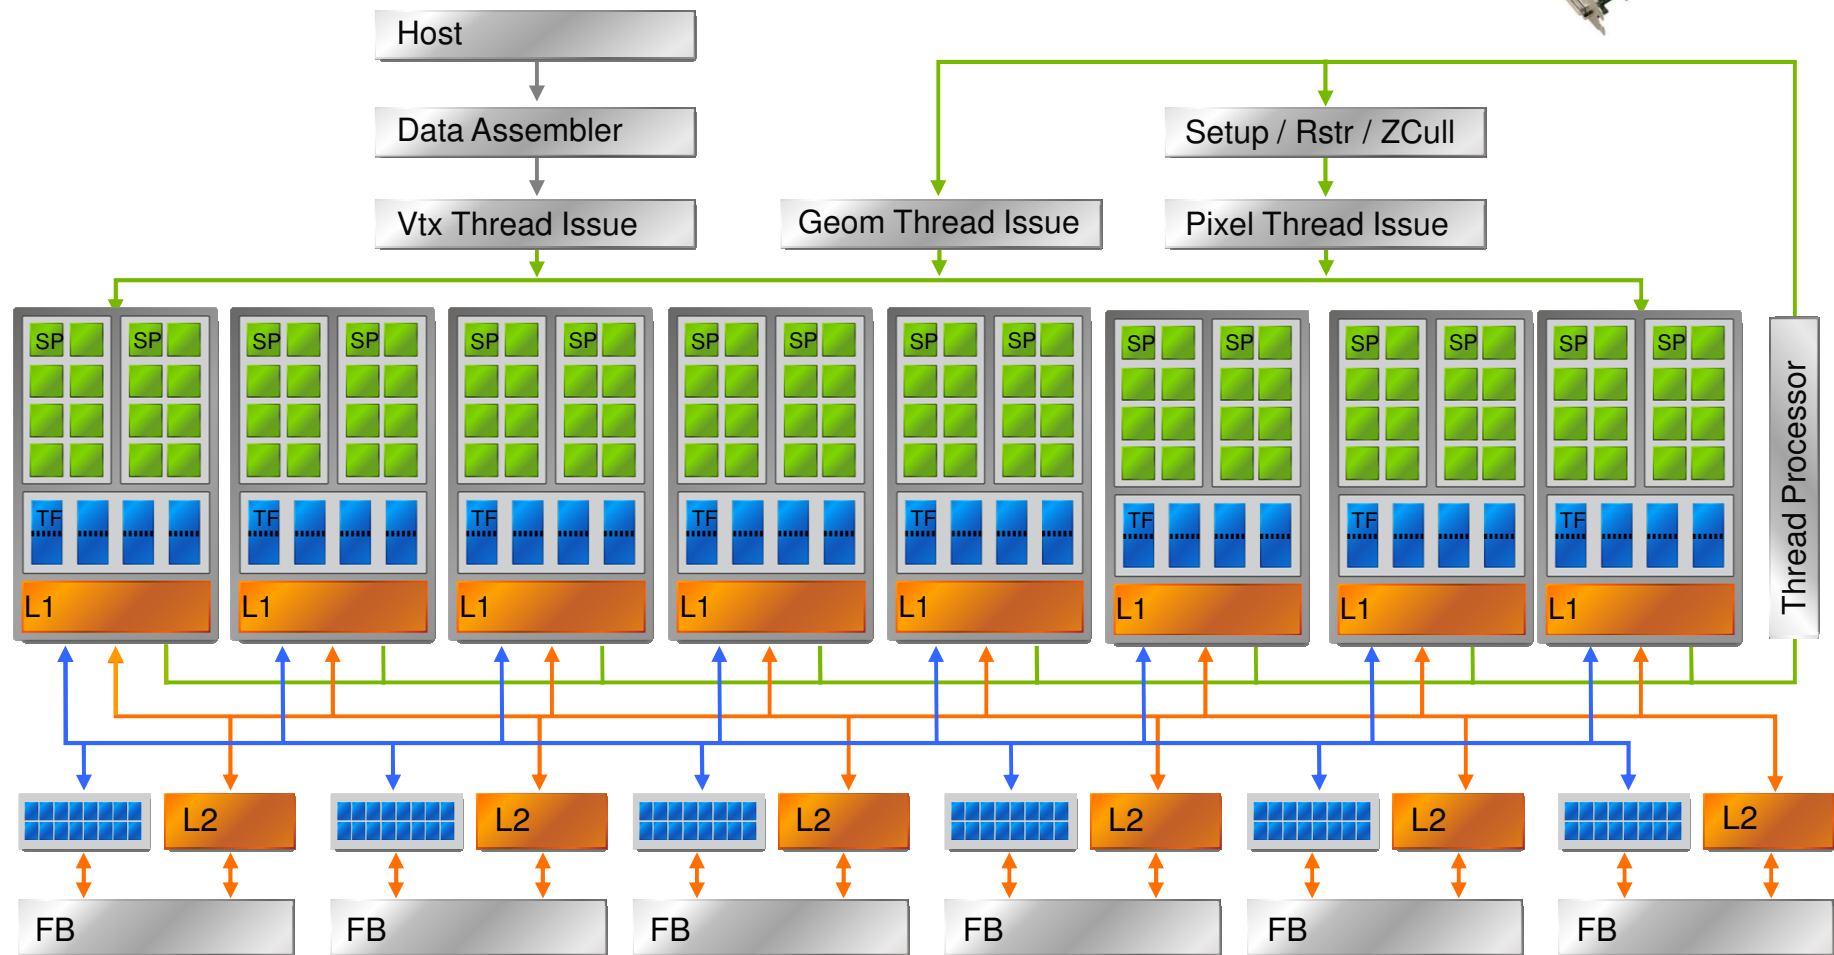 Host
Data Assembler
Setup / Rstr / ZCull
Vtx Thread Issue
Geom Thread Issue
Pixel Thread Issue
SP SP SP SP SP SP SP SP SP SP SP SP SP SP SP SP
Thread Processor
TF TF TF TF TF TF TF TF
L1 L1 L1 L1 L1 L1 L1 L1
L2 L2 L2 L2 L2 L2
FB FB FB FB FB FB